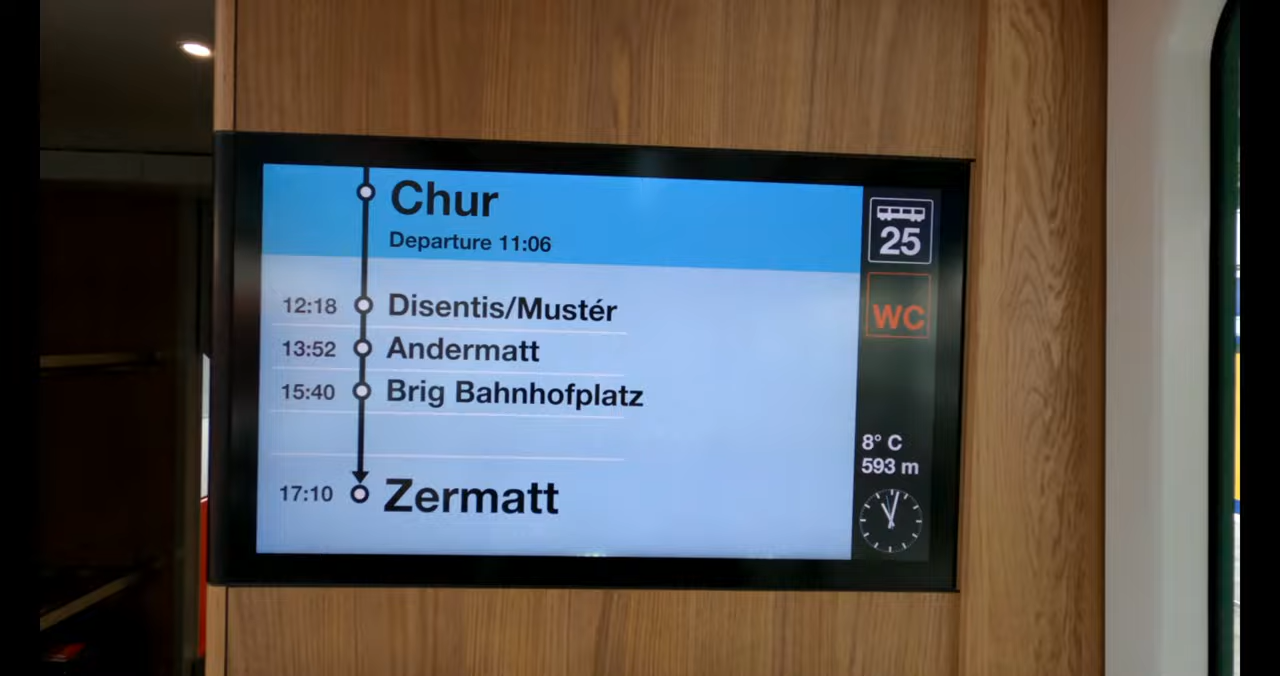 Chur
Departure 11:06
12:18 Disentis/Mustér
13:52 Andermatt
15:40 Brig Bahnhofplatz
17:10 Zermatt
25
WC
8° C
593 m